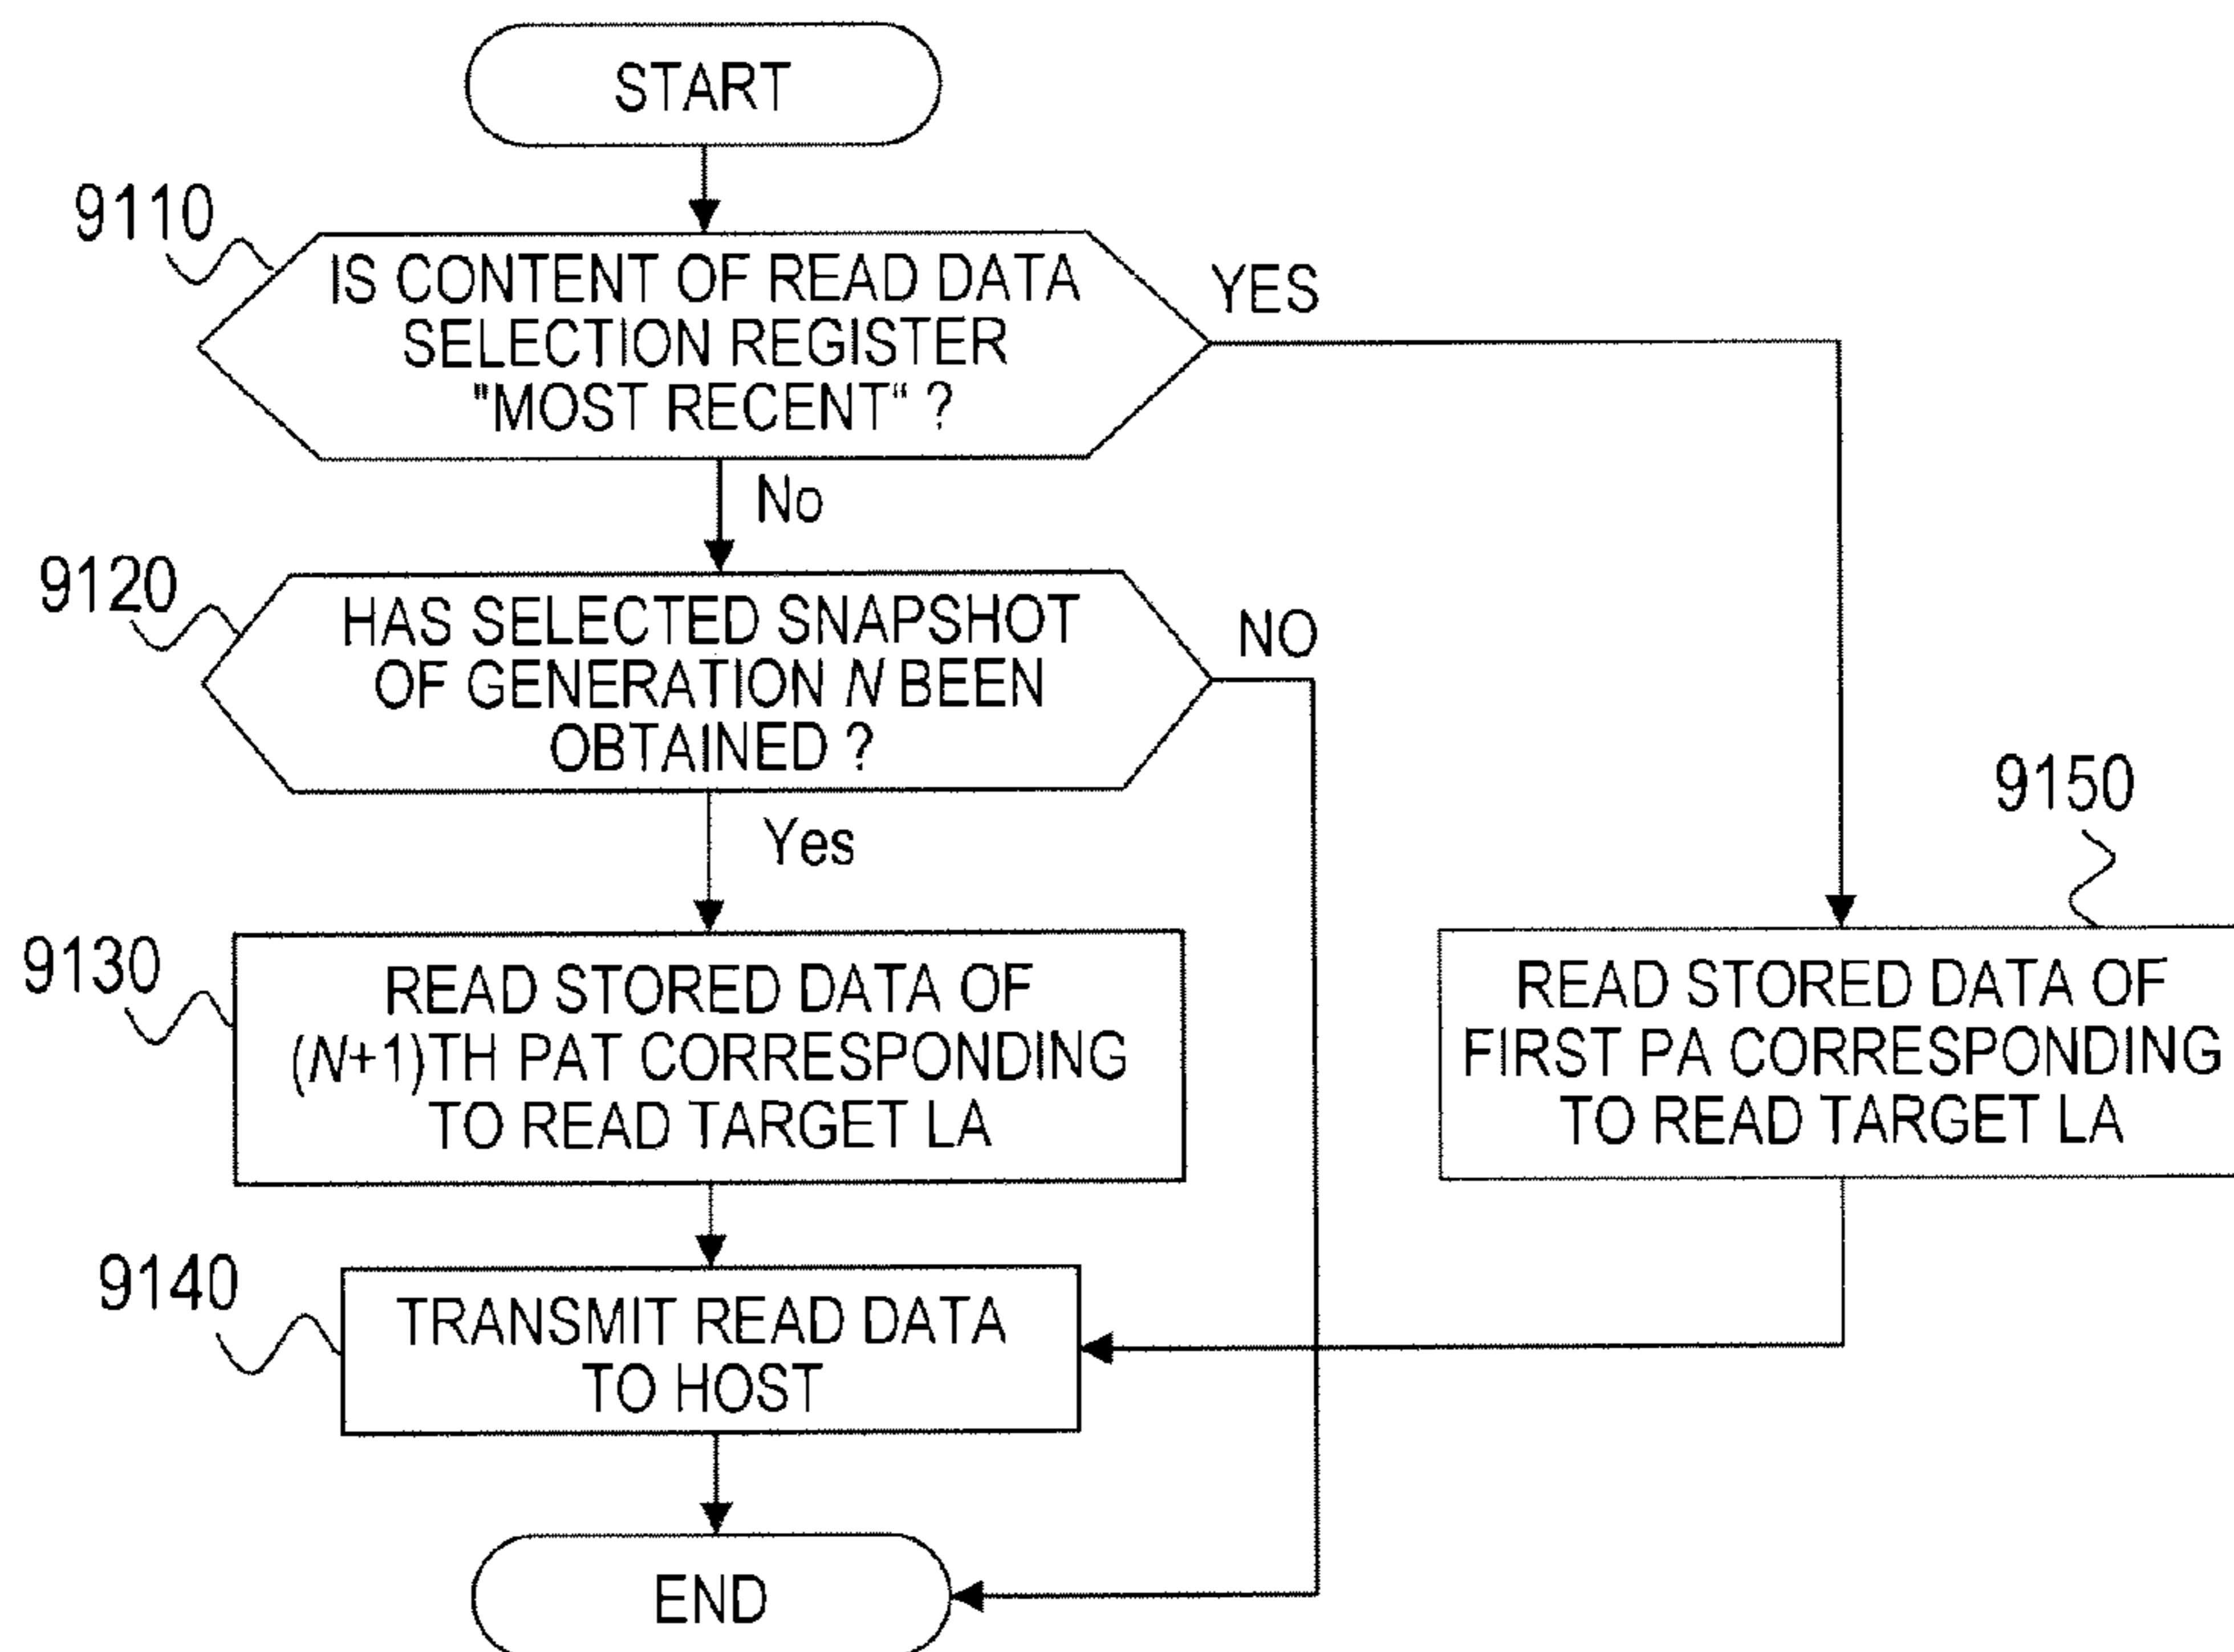 START
9110
IS CONTENT OF READ DATA
SELECTION REGISTER
"MOST RECENT" ?
YES
No
9120
HAS SELECTED SNAPSHOT
OF GENERATION N BEEN
OBTAINED ?
NO
Yes
9130
READ STORED DATA OF
(N+1)TH PAT CORRESPONDING
TO READ TARGET LA
9150
READ STORED DATA OF
FIRST PA CORRESPONDING
TO READ TARGET LA
9140
TRANSMIT READ DATA
TO HOST
END